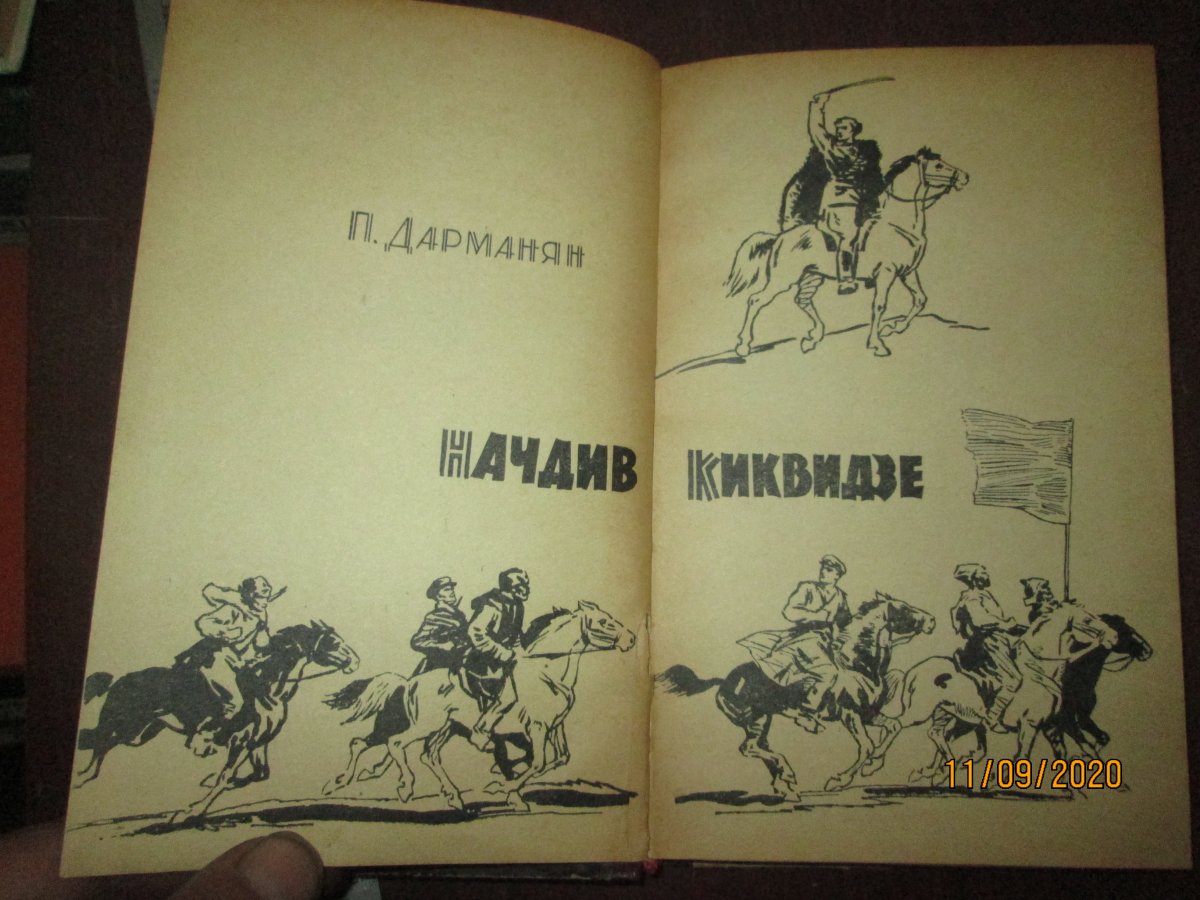 П. Дарманян
Начдив Киквидзе
11/09/2020